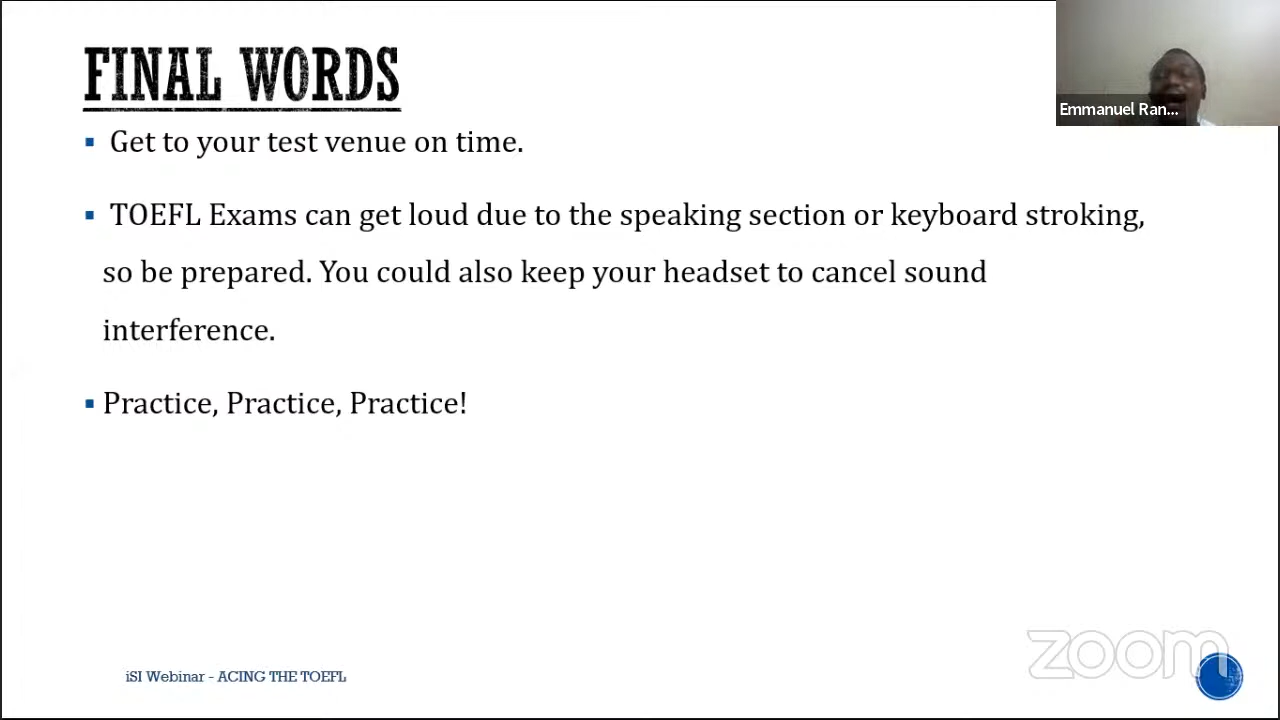 FINAL WORDS
Get to your test venue on time.
TOEFL Exams can get loud due to the speaking section or keyboard stroking,
so be prepared. You could also keep your headset to cancel sound
interference.
Practice, Practice, Practice!
Emmanuel Ran...
iSI Webinar - ACING THE TOEFL
zoom